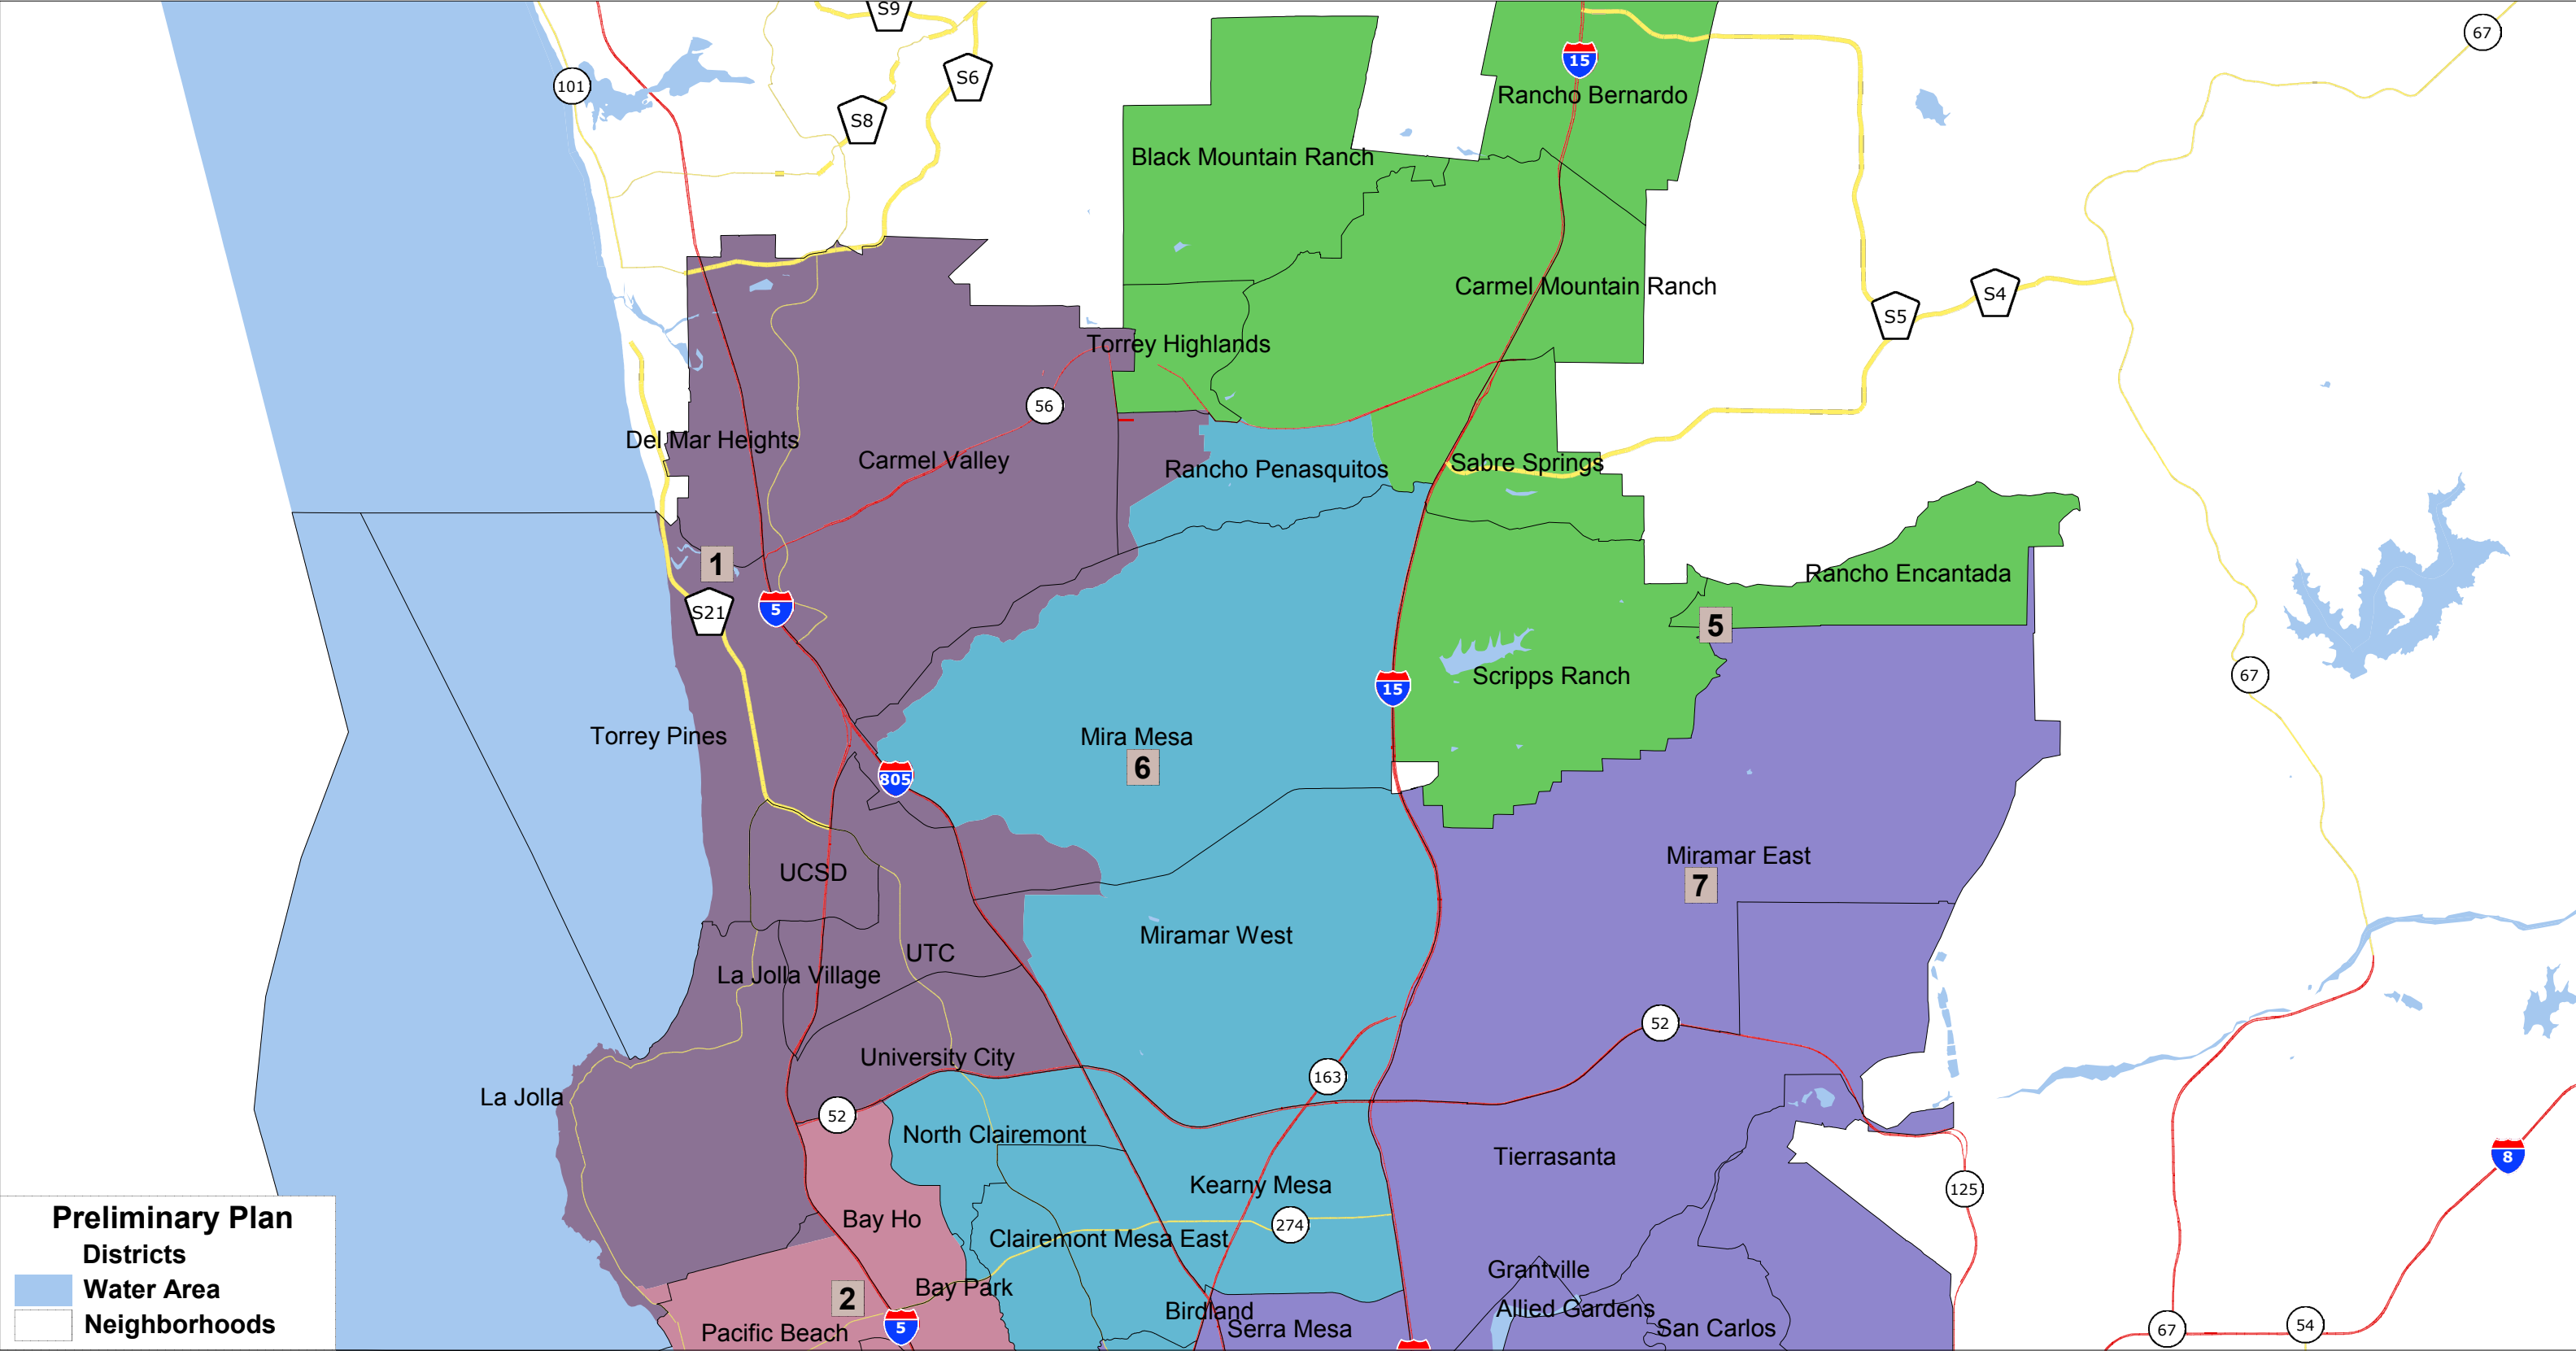 S9
67
S6
15
101
Rancho Bernardo
S8
Black Mountain Ranch
Carmel Mountain Ranch
S4
S5
Torrey Highlands
56
Del Mar Heights
Carmel Valley
Rancho Penasquitos
Sabre Springs
1
Rancho Encantada
5
S21
5
Scripps Ranch
67
15
Torrey Pines
Mira Mesa
6
805
Miramar East
7
UCSD
Miramar West
UTC
La Jolla Village
52
University City
163
La Jolla
52
North Clairemont
Tierrasanta
8
Kearny Mesa
125
Bay Ho
274
Clairemont Mesa East
Grantville
Bay Park
2
Birdland
Allied Gardens
5
Serra Mesa
San Carlos
Pacific Beach
67
54
Preliminary Plan
Districts
Water Area
Neighborhoods